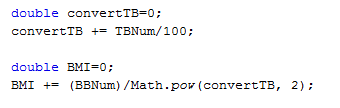 double convertTB=0;
convertTB += TBNum/100;
double BMI=0;
BMI += (BBNum)/Math.pow(convertTB, 2);